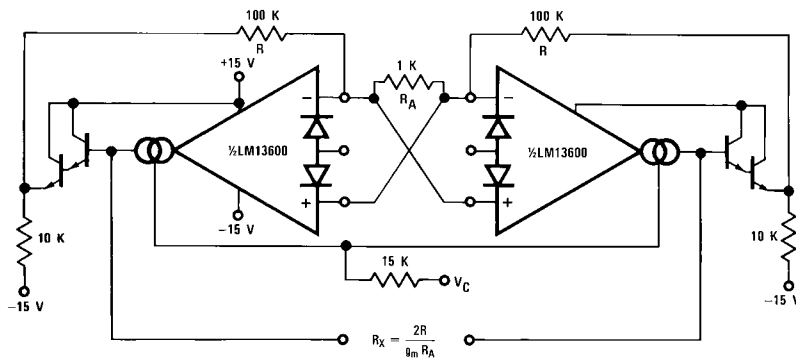 100 K
R
100 K
R
+15 V
1 K
R_A
−
−
½LM13600
½LM13600
+
+
−15 V
10 K
10 K
15 K
V_C
−15 V
−15 V
R_X = 2R / g_m R_A